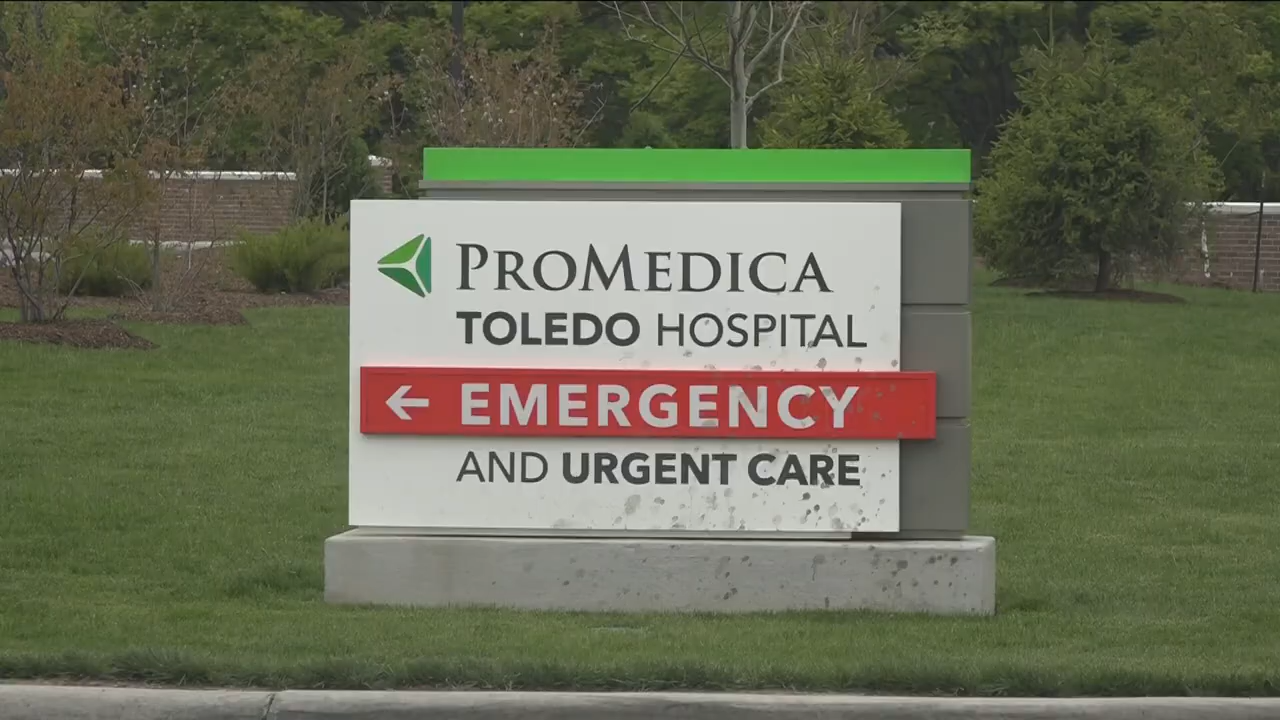 PROMEDICA
TOLEDO HOSPITAL
← EMERGENCY
AND URGENT CARE